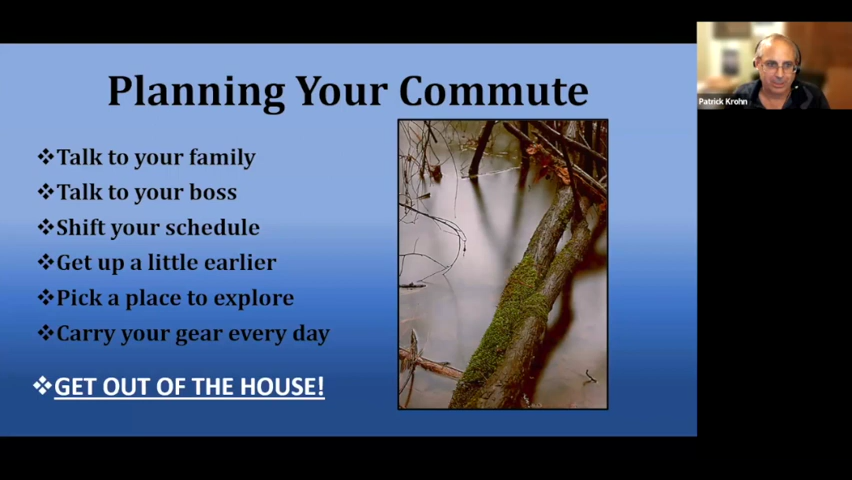 Planning Your Commute
Patrick Krohn
❖Talk to your family
❖Talk to your boss
❖Shift your schedule
❖Get up a little earlier
❖Pick a place to explore
❖Carry your gear every day
❖GET OUT OF THE HOUSE!